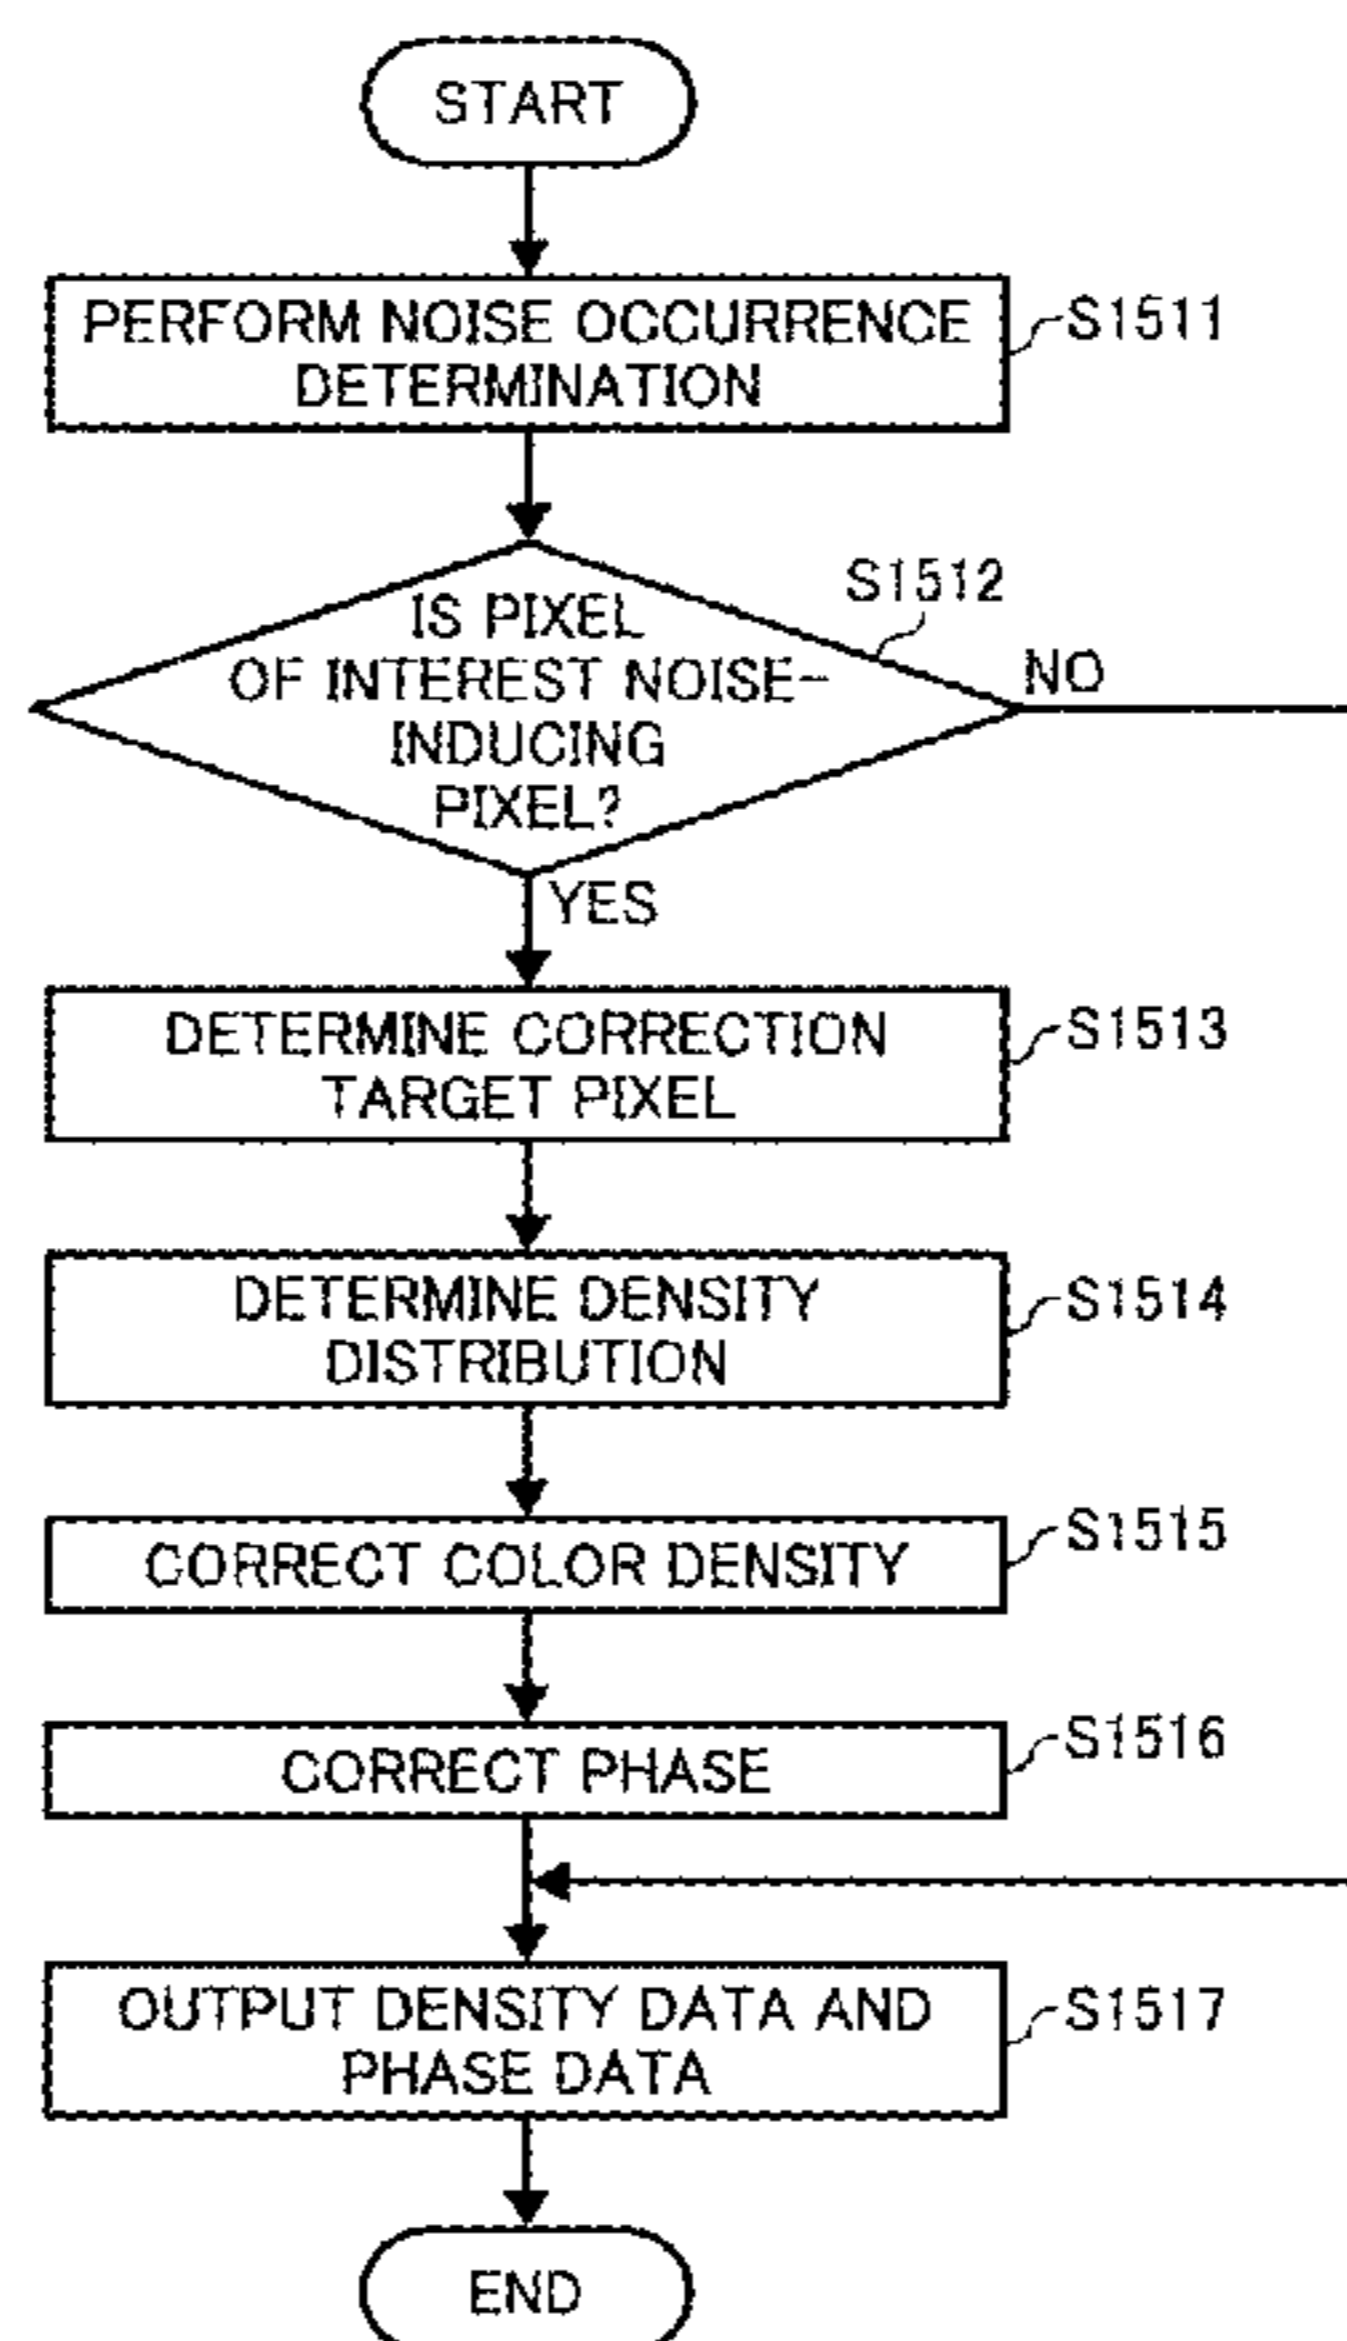 START
PERFORM NOISE OCCURRENCE
DETERMINATION
S1511
IS PIXEL
OF INTEREST NOISE-
INDUCING
PIXEL?
S1512
NO
YES
DETERMINE CORRECTION
TARGET PIXEL
S1513
DETERMINE DENSITY
DISTRIBUTION
S1514
CORRECT COLOR DENSITY
S1515
CORRECT PHASE
S1516
OUTPUT DENSITY DATA AND
PHASE DATA
S1517
END